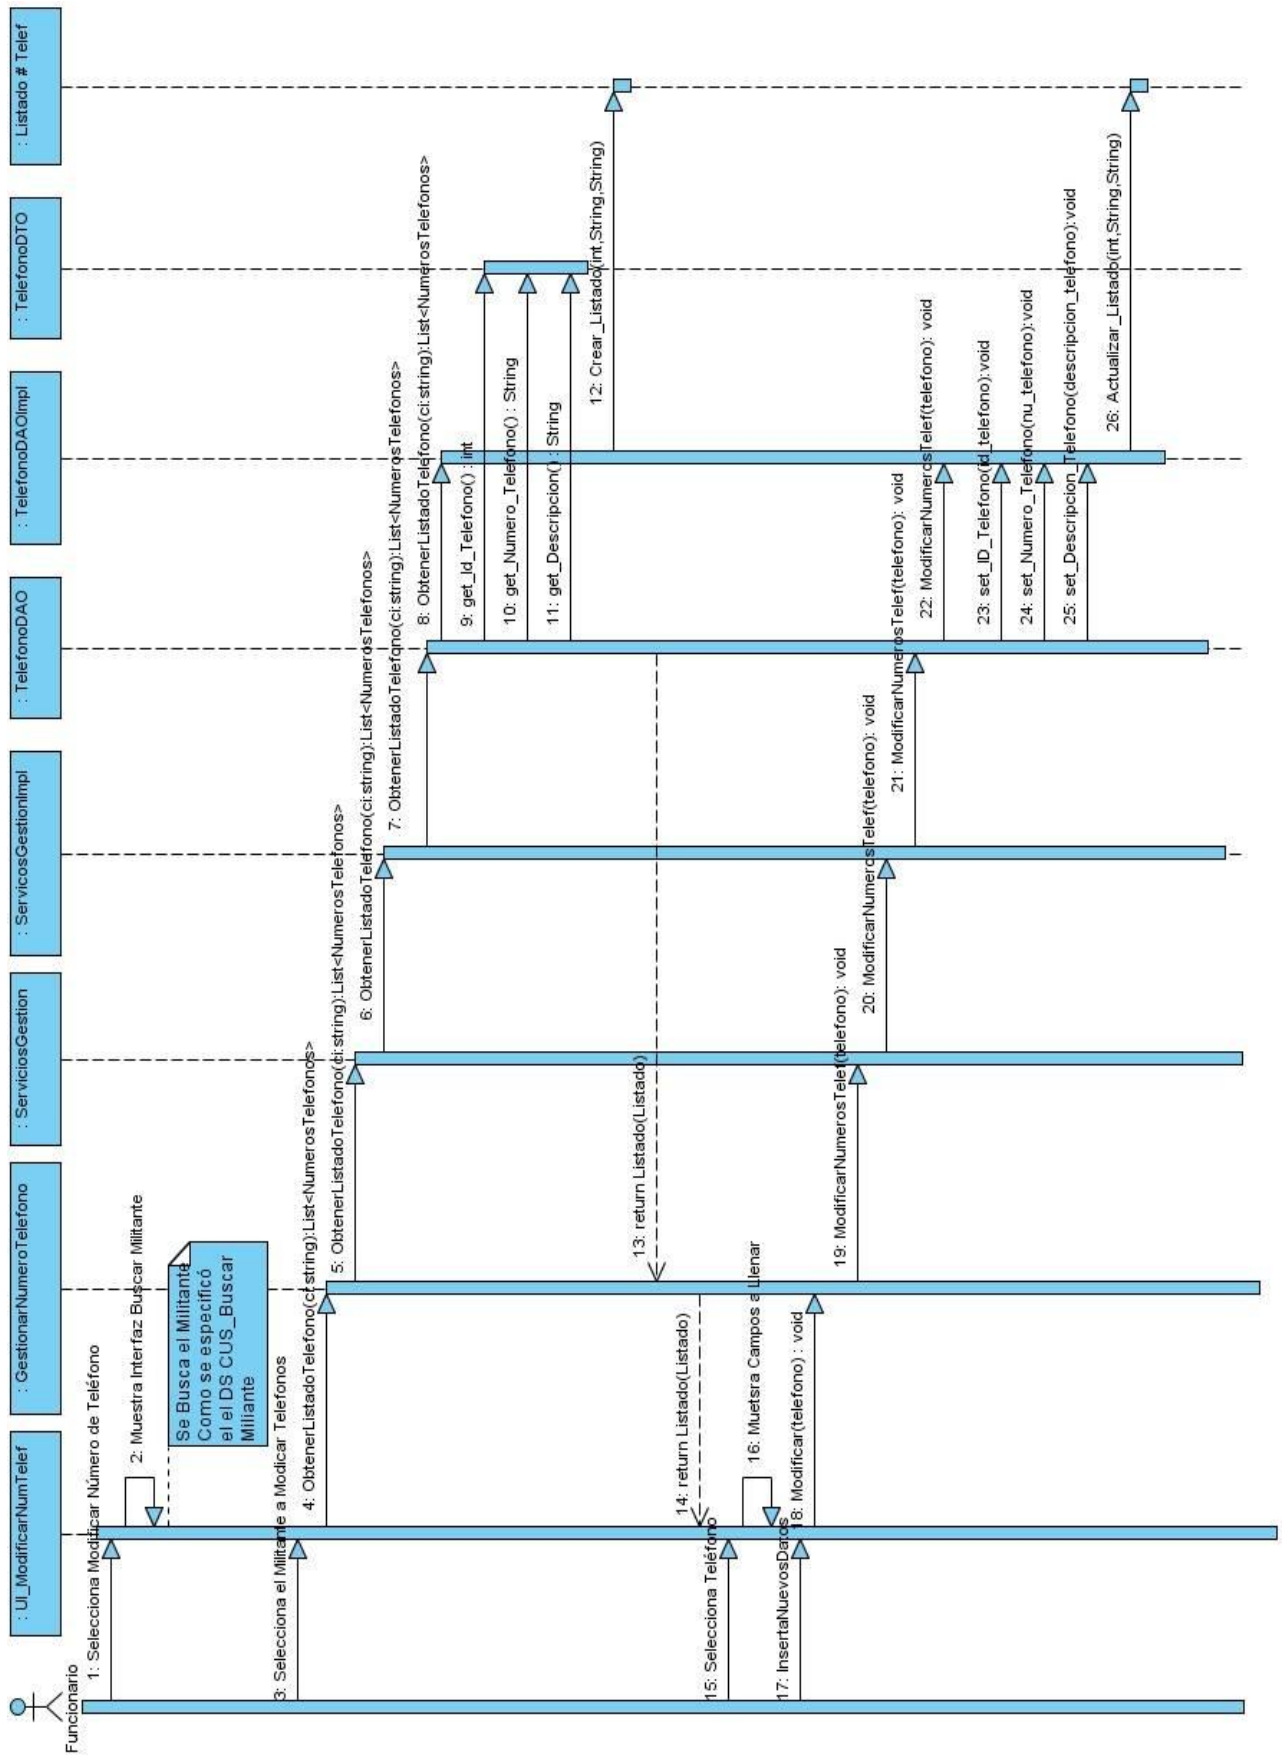 Funcionario
: UI_ModificarNumTelef
: GestionarNumeroTelefono
: ServiciosGestion
: ServicosGestionImpl
: TelefonoDAO
: TelefonoDAOImpl
: TelefonoDTO
: Listado # Telef
1: Selecciona Modificar Número de Teléfono
2: Muestra Interfaz Buscar Militante
Se Busca el Militante
Como se especificó
el el DS CUS_Buscar
Miliante
3: Selecciona el Militante a Modicar Telefonos
4: ObtenerListadoTelefono(ci:string):List<NumerosTelefonos>
5: ObtenerListadoTelefono(ci:string):List<NumerosTelefonos>
6: ObtenerListadoTelefono(ci:string):List<NumerosTelefonos>
7: ObtenerListadoTelefono(ci:string):List<NumerosTelefonos>
8: ObtenerListadoTelefono(ci:string):List<NumerosTelefonos>
9: get_Id_Telefono() : int
10: get_Numero_Telefono() : String
11: get_Descripcion() : String
12: Crear_Listado(int,String,String)
13: return Listado(Listado)
14: return Listado(Listado)
15: Selecciona Teléfono
16: Muetsra Campos a Llenar
17: InsertaNuevosDatos
18: Modificar(telefono) : void
19: ModificarNumerosTelef(telefono): void
20: ModificarNumerosTelef(telefono): void
21: ModificarNumerosTelef(telefono): void
22: ModificarNumerosTelef(telefono): void
23: set_ID_Telefono(id_telefono):void
24: set_Numero_Telefono(nu_telefono):void
25: set_Descripcion_Telefono(descripcion_telefono):void
26: Actualizar_Listado(int,String,String)